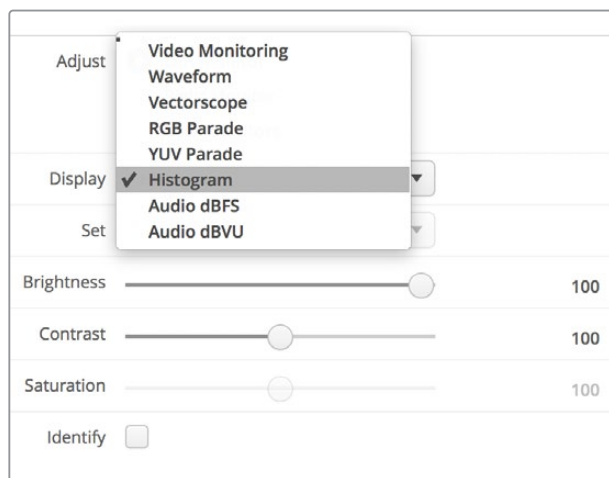 Adjust
Video Monitoring
Waveform
Vectorscope
RGB Parade
YUV Parade
Display ✓ Histogram
Audio dBFS
Set Audio dBVU
Brightness 100
Contrast 100
Saturation 100
Identify